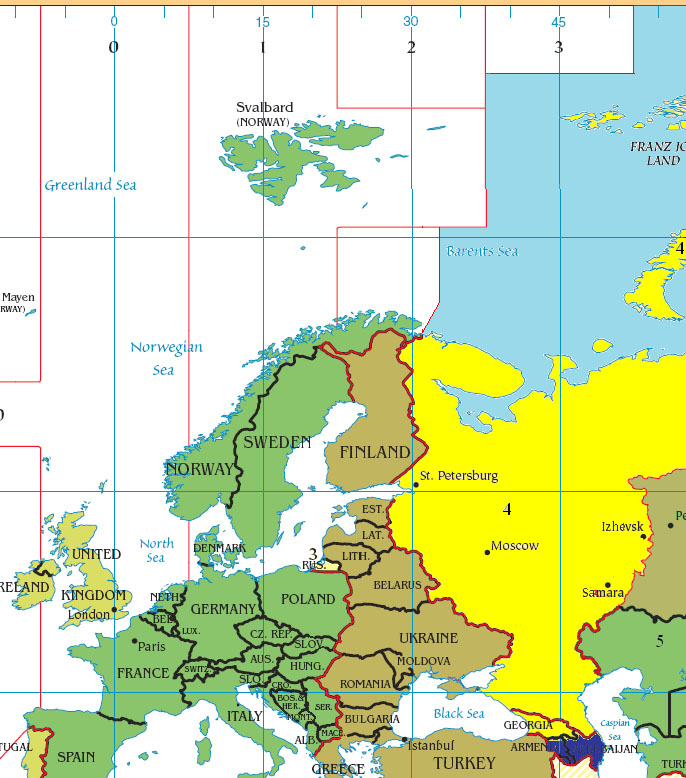 0 15 30 45
0 1 2 3
Svalbard
(NORWAY)
FRANZ JO
LAND
Greenland Sea
Barents Sea
4
Mayen
RWAY)
Norwegian
Sea
0
SWEDEN
FINLAND
NORWAY
St. Petersburg
4
EST.
Pe
Izhevsk
LAT.
North
Sea
DENMARK
Moscow
UNITED
KINGDOM
3
LITH.
RUS.
RELAND
BELARUS
Samara
NETH.
London
GERMANY
POLAND
BEL.
LUX.
CZ. REP.
UKRAINE
5
Paris
SLOV.
AUS.
HUNG.
MOLDOVA
FRANCE
SWITZ.
SLO.
CRO.
ROMANIA
BOS.&
HER.
SER.
Black Sea
MONT.
ITALY
BULGARIA
GEORGIA
Caspian
Sea
MACE.
ALB.
Istanbul
ARMENI
BAIJAN
TUGAL
SPAIN
GREECE
TURKEY
TURK